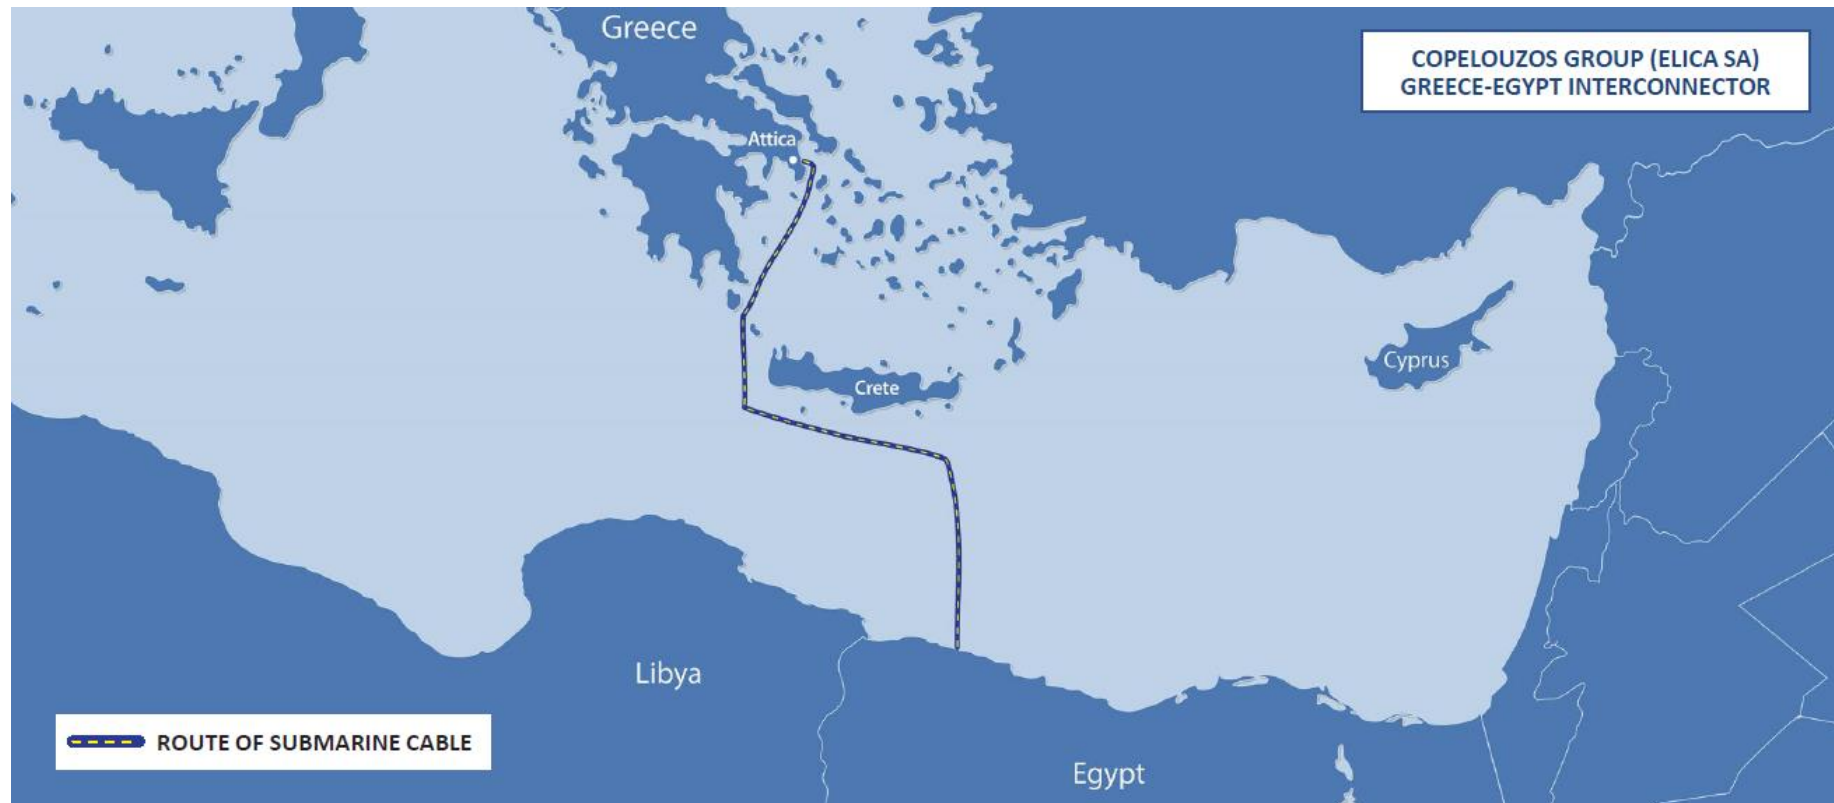 Greece
COPELOUZOS GROUP (ELICA SA)
GREECE-EGYPT INTERCONNECTOR
Attica
Cyprus
Crete
Libya
ROUTE OF SUBMARINE CABLE
Egypt